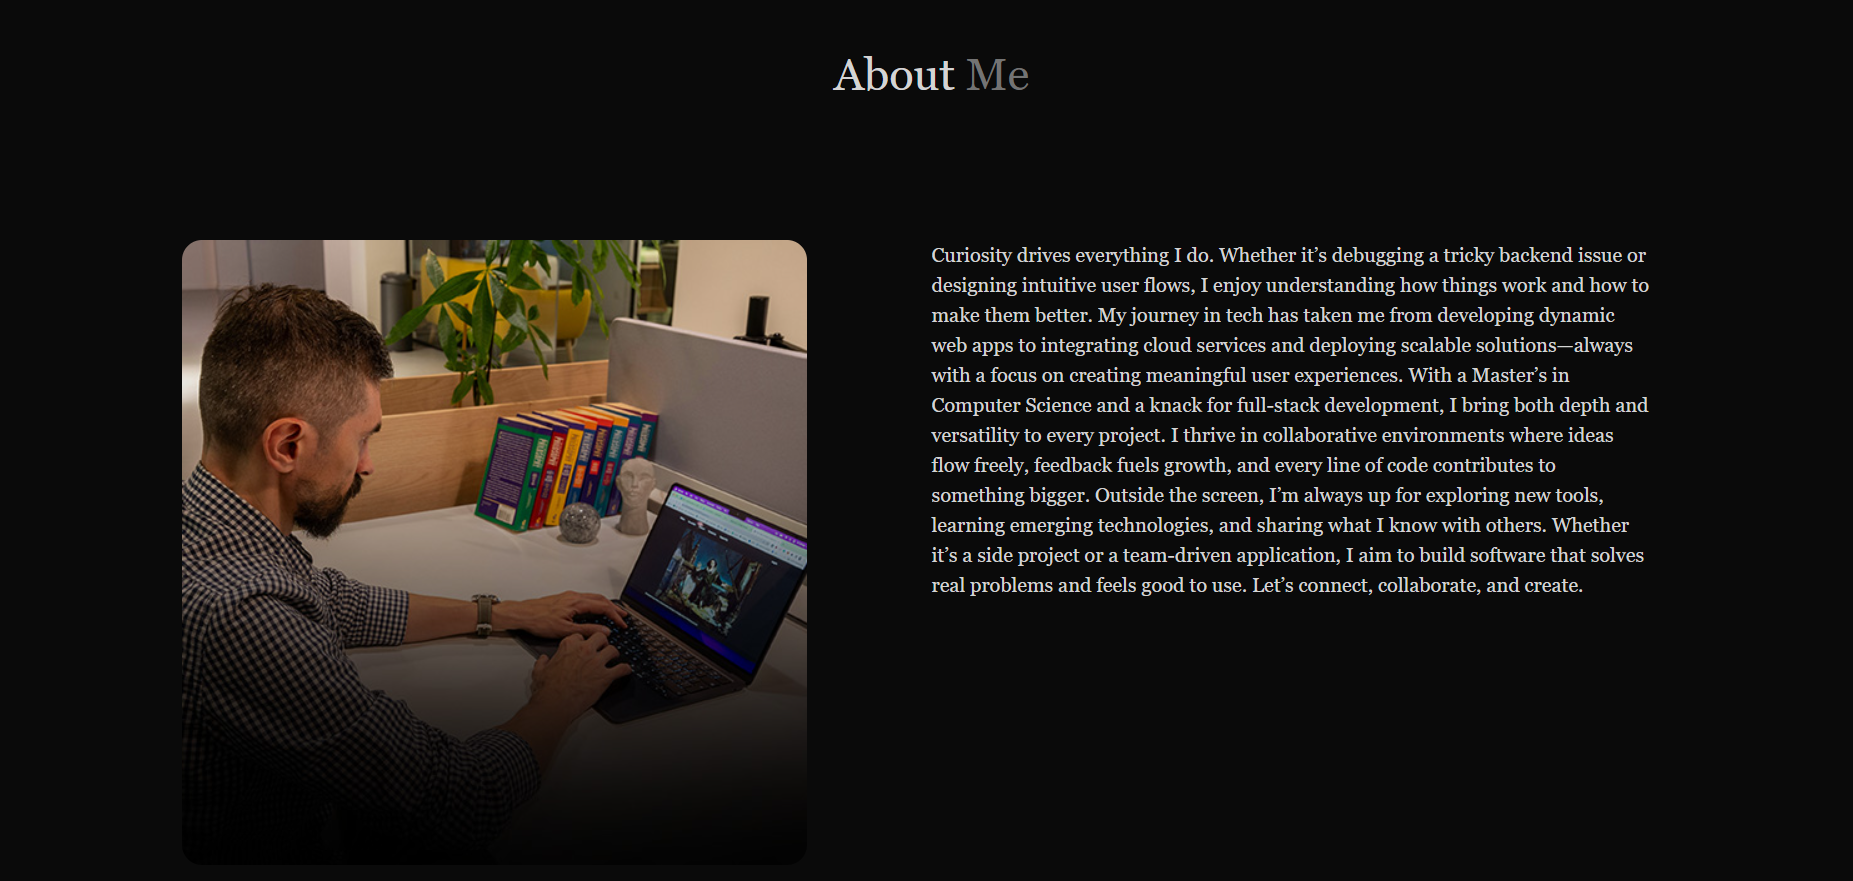 About Me
Curiosity drives everything I do. Whether it’s debugging a tricky backend issue or
designing intuitive user flows, I enjoy understanding how things work and how to
make them better. My journey in tech has taken me from developing dynamic
web apps to integrating cloud services and deploying scalable solutions—always
with a focus on creating meaningful user experiences. With a Master’s in
Computer Science and a knack for full-stack development, I bring both depth and
versatility to every project. I thrive in collaborative environments where ideas
flow freely, feedback fuels growth, and every line of code contributes to
something bigger. Outside the screen, I’m always up for exploring new tools,
learning emerging technologies, and sharing what I know with others. Whether
it’s a side project or a team-driven application, I aim to build software that solves
real problems and feels good to use. Let’s connect, collaborate, and create.